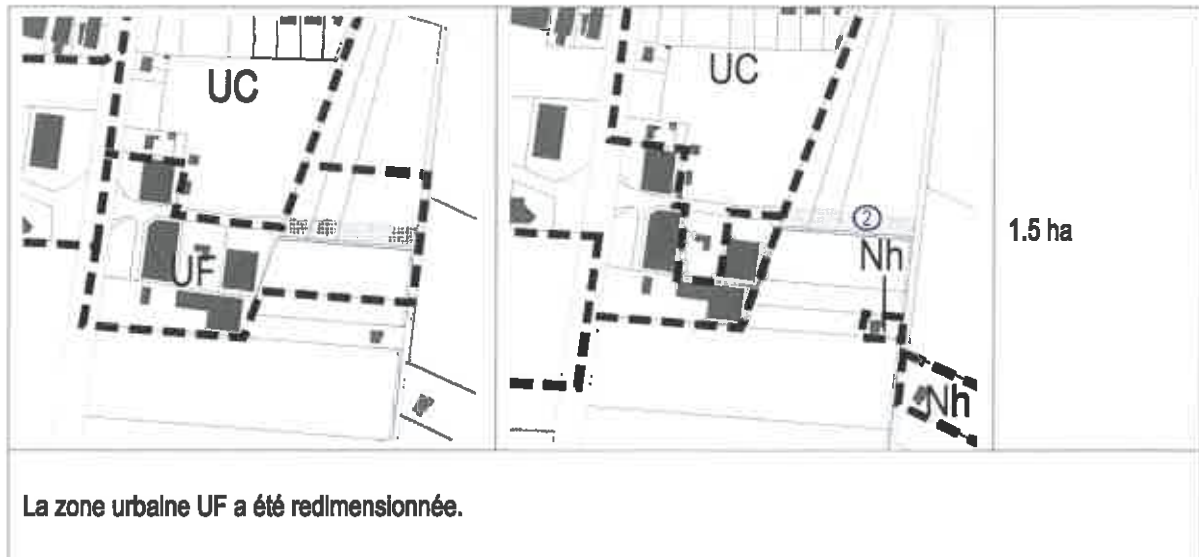 UC
UF
UC
2
Nh
Nh
1.5 ha
La zone urbaine UF a été redimensionnée.